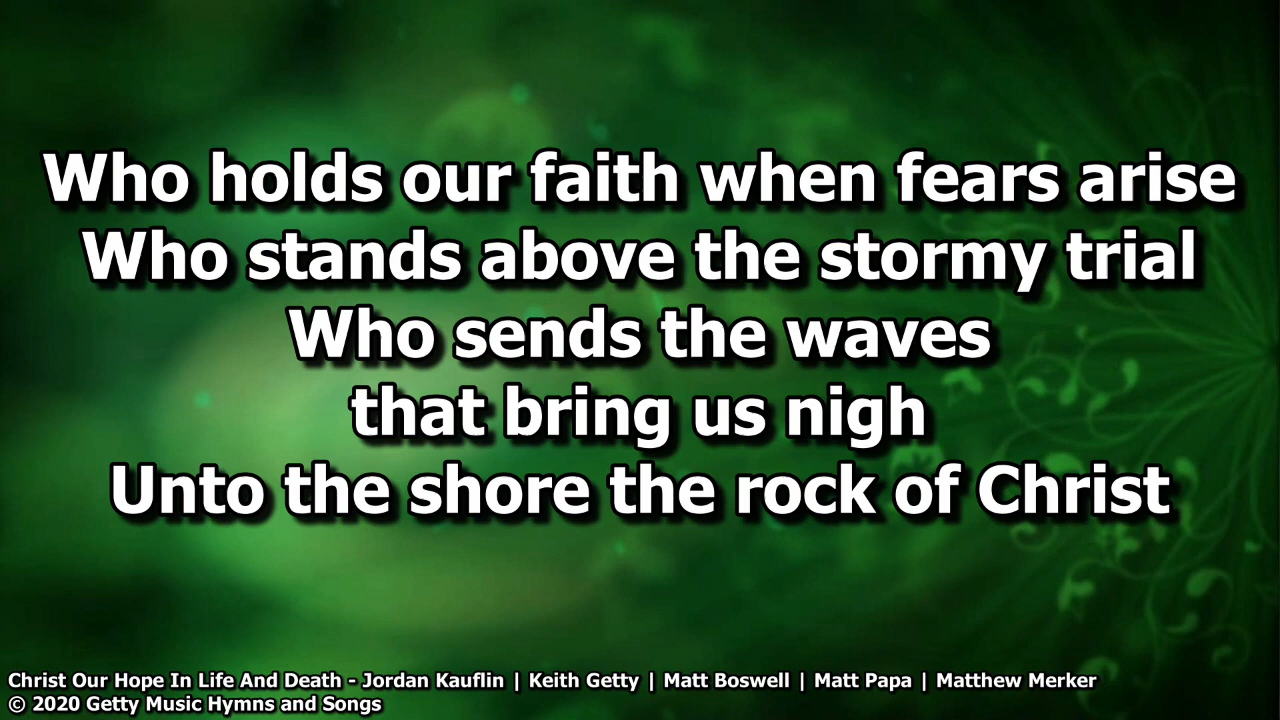 Who holds our faith when fears arise
Who stands above the stormy trial
Who sends the waves
that bring us nigh
Unto the shore the rock of Christ
Christ Our Hope In Life And Death - Jordan Kauflin | Keith Getty | Matt Boswell | Matt Papa | Matthew Merker
© 2020 Getty Music Hymns and Songs